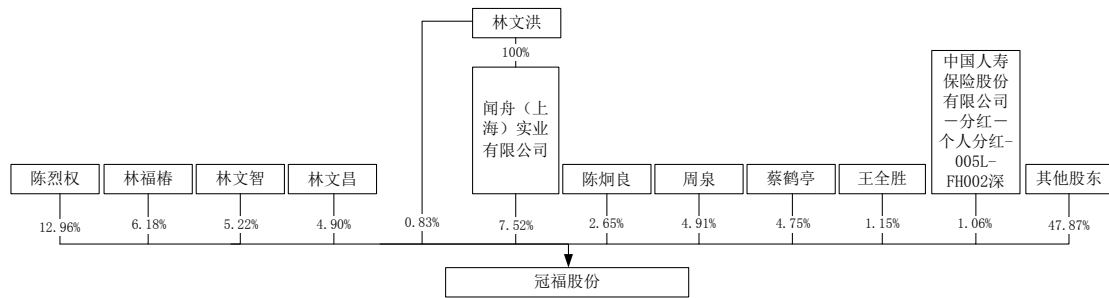 林文洪
100%
闻舟（上
海）实业
有限公司
中国人寿
保险股份
有限公司
－分红－
个人分红-
005L-
FH002深
陈烈权
林福椿
林文智
林文昌
陈炯良
周泉
蔡鹤亭
王全胜
其他股东
12.96%
6.18%
5.22%
4.90%
0.83%
7.52%
2.65%
4.91%
4.75%
1.15%
1.06%
47.87%
冠福股份